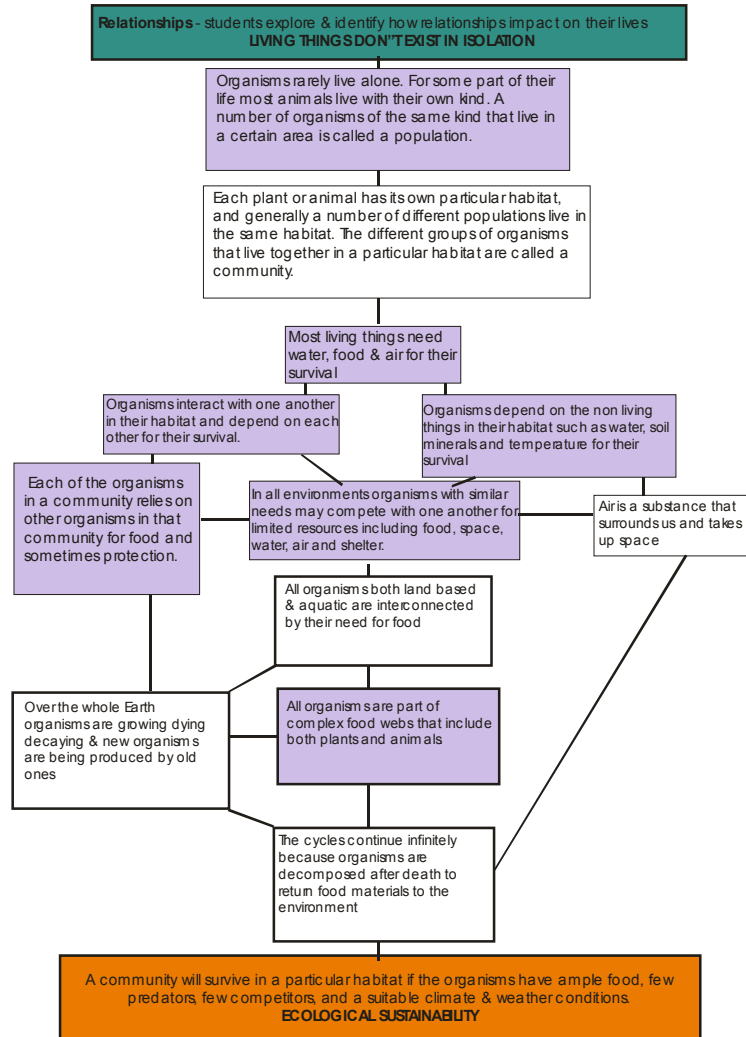 Relationships - students explore & identify how relationships impact on their lives
LIVING THINGS DON"T EXIST IN ISOLATION
Organisms rarely live alone. For some part of their
life most animals live with their own kind. A
number of organisms of the same kind that live in
a certain area is called a population.
Each plant or animal has its own particular habitat,
and generally a number of different populations live in
the same habitat. The different groups of organisms
that live together in a particular habitat are called a
community.
Most living things need
water, food & air for their
survival
Organisms interact with one another
in their habitat and depend on each
other for their survival.
Organisms depend on the non living
things in their habitat such as water, soil
minerals and temperature for their
survival
Each of the organisms
in a community relies on
other organisms in that
community for food and
sometimes protection.
In all environments organisms with similar
needs may compete with one another for
limited resources including food, space,
water, air and shelter.
Air is a substance that
surrounds us and takes
up space
All organisms both land based
& aquatic are interconnected
by their need for food
Over the whole Earth
organisms are growing dying
decaying & new organisms
are being produced by old
ones
All organisms are part of
complex food webs that include
both plants and animals
The cycles continue infinitely
because organisms are
decomposed after death to
return food materials to the
environment
A community will survive in a particular habitat if the organisms have ample food, few
predators, few competitors, and a suitable climate & weather conditions.
ECOLOGICAL SUSTAINABILITY